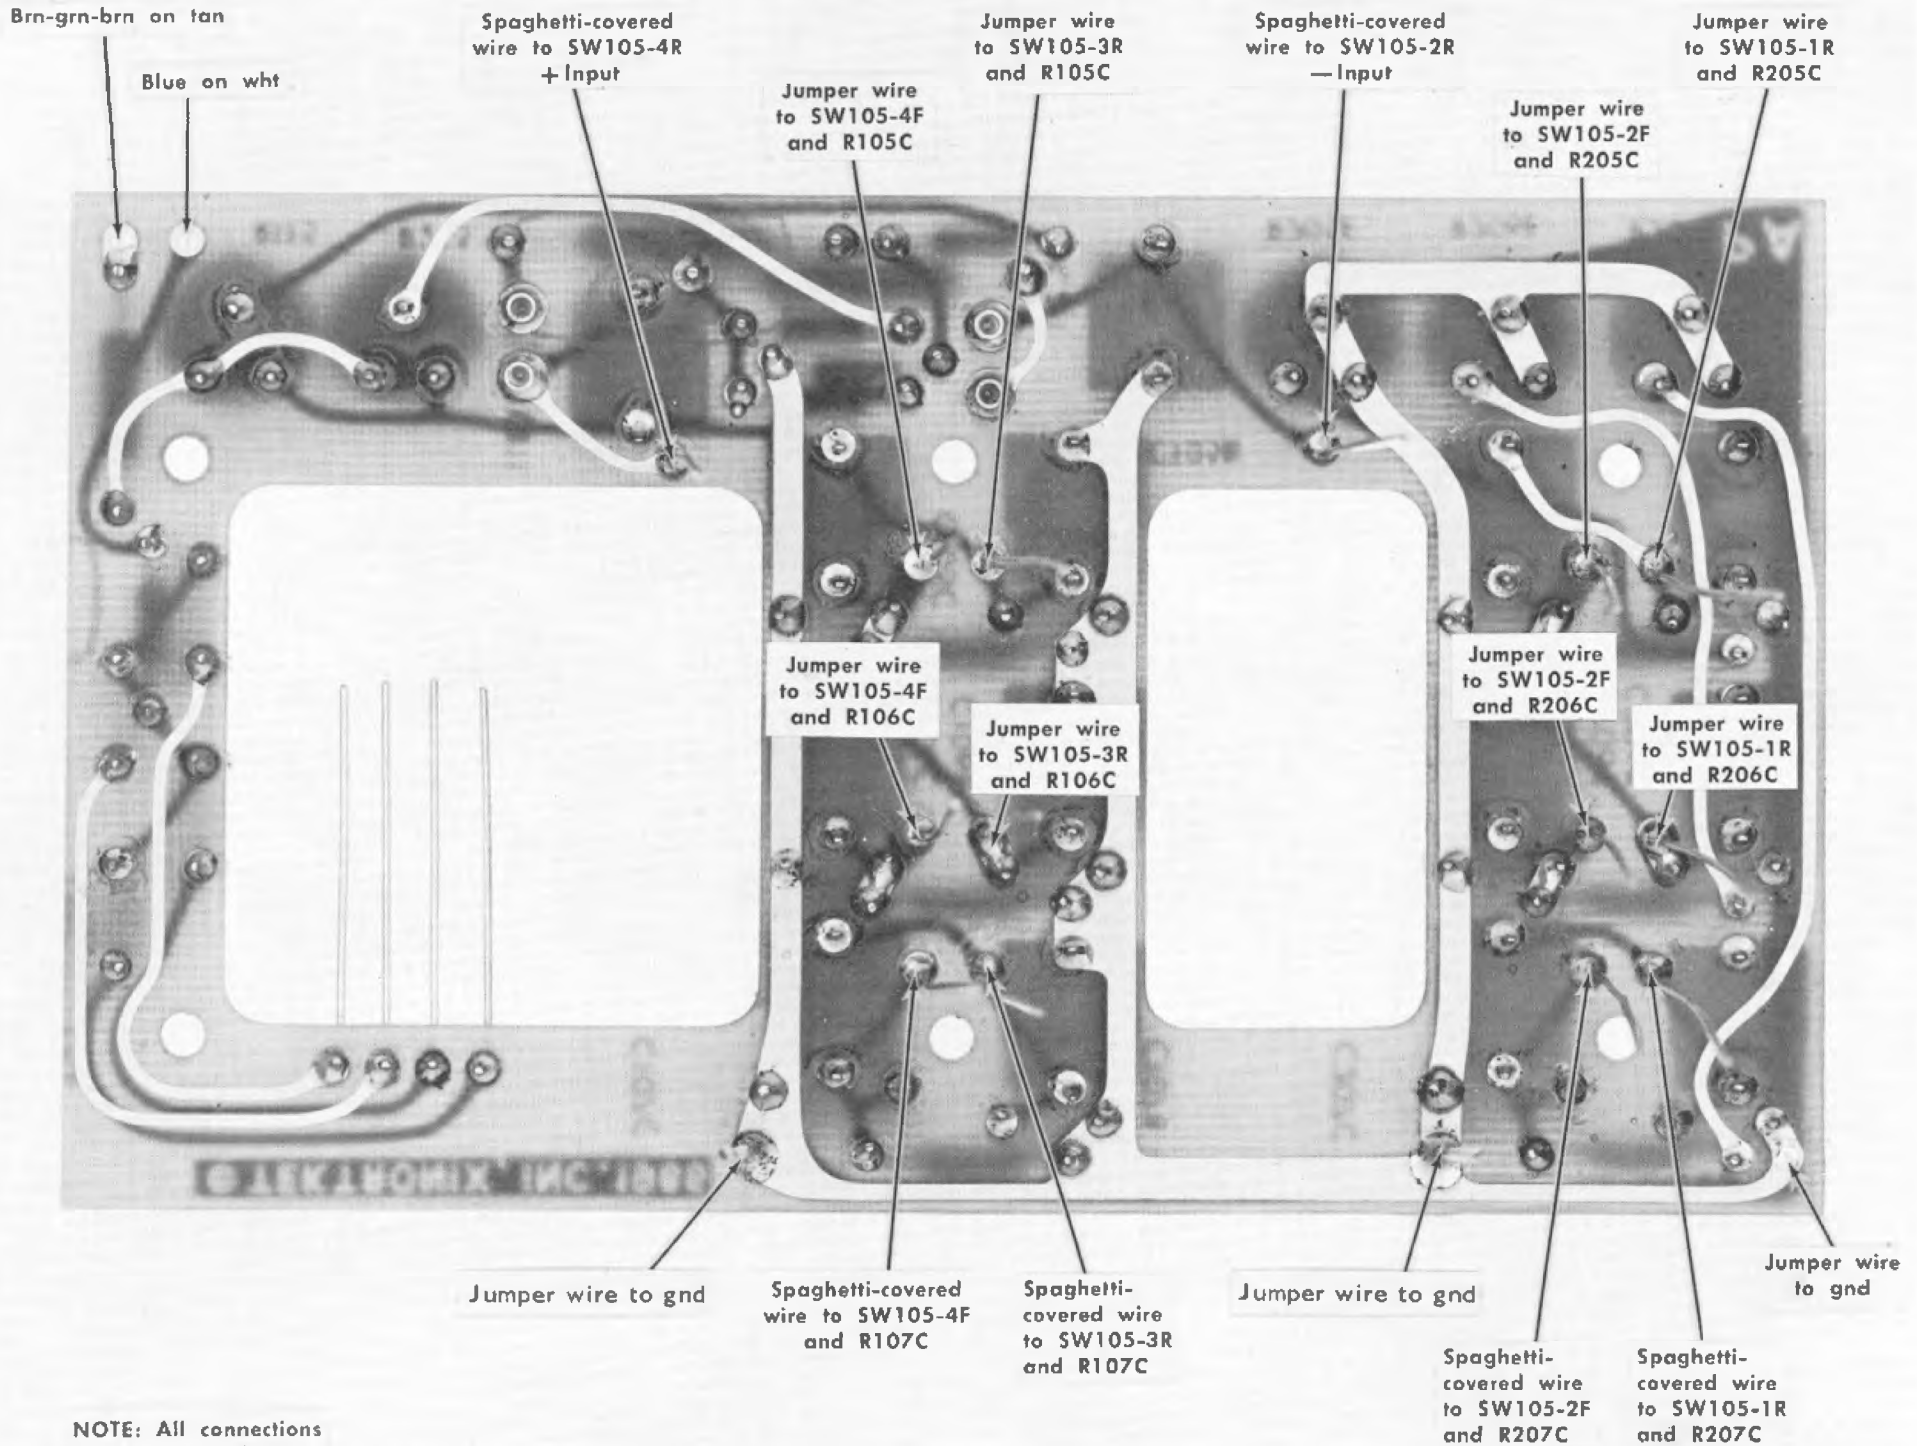 Brn-grn-brn on tan
Blue on wht
Spaghetti-covered
wire to SW105-4R
+Input
Jumper wire
to SW105-4F
and R105C
Jumper wire
to SW105-3R
and R105C
Spaghetti-covered
wire to SW105-2R
—Input
Jumper wire
to SW105-2F
and R205C
Jumper wire
to SW105-1R
and R205C
Jumper wire
to SW105-4F
and R106C
Jumper wire
to SW105-3R
and R106C
Jumper wire
to SW105-2F
and R206C
Jumper wire
to SW105-1R
and R206C
© TEKTRONIX INC.
Jumper wire to gnd
Spaghetti-covered
wire to SW105-4F
and R107C
Spaghetti-
covered wire
to SW105-3R
and R107C
Jumper wire to gnd
Jumper wire
to gnd
Spaghetti-
covered wire
to SW105-2F
and R207C
Spaghetti-
covered wire
to SW105-1R
and R207C
NOTE: All connections